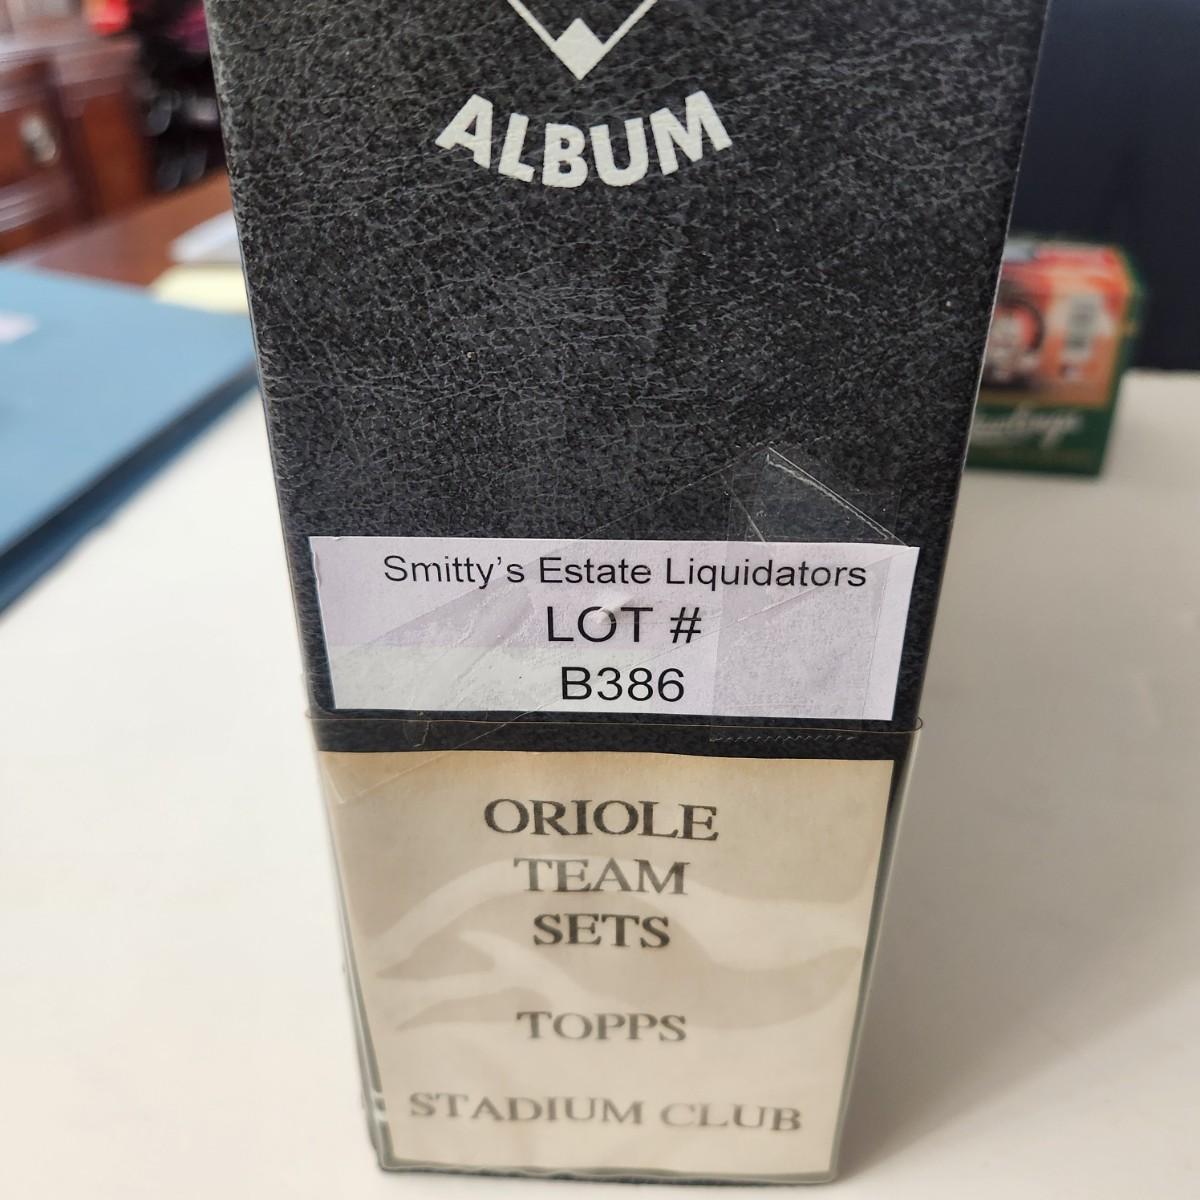 ALBUM
Smitty's Estate Liquidators
LOT #
B386
ORIOLE
TEAM
SETS
TOPPS
STADIUM CLUB